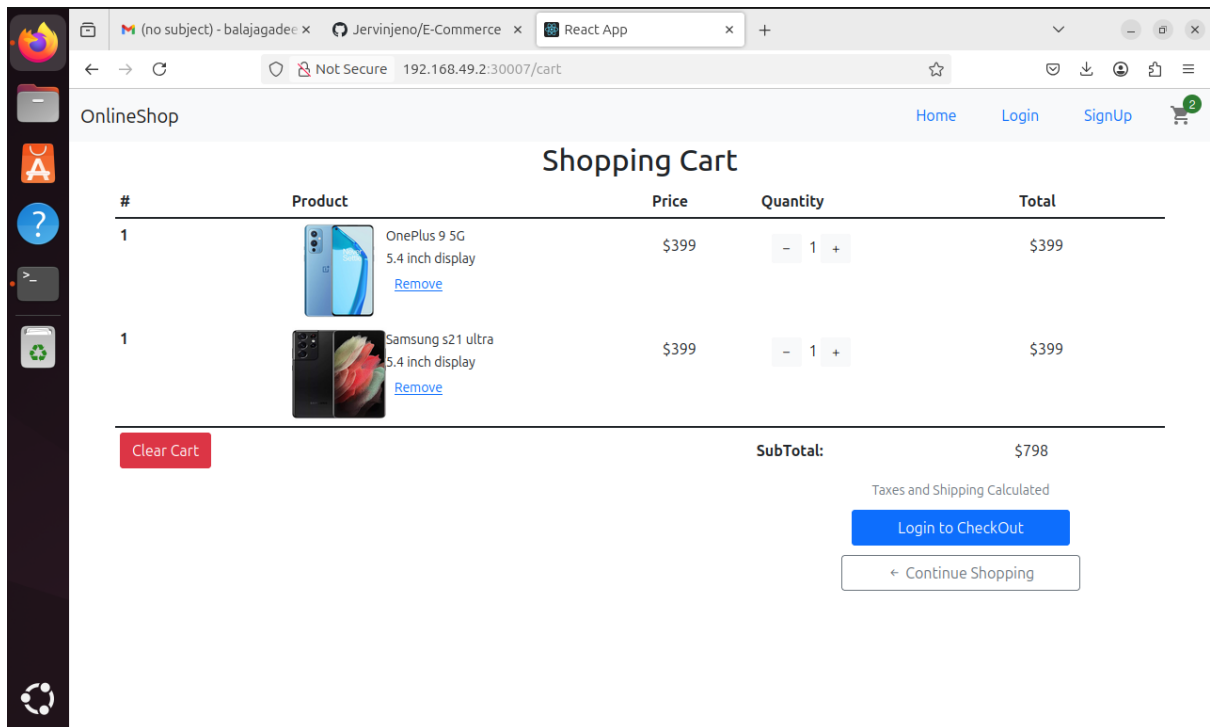 (no subject) - balajagadee × Jervinjeno/E-Commerce × React App × +
Not Secure 192.168.49.2:30007/cart
OnlineShop Home Login SignUp 2
Shopping Cart
# Product Price Quantity Total
1 OnePlus 9 5G $399 − 1 + $399
5.4 inch display
Remove
1 Samsung s21 ultra $399 − 1 + $399
5.4 inch display
Remove
Clear Cart SubTotal: $798
Taxes and Shipping Calculated
Login to CheckOut
← Continue Shopping